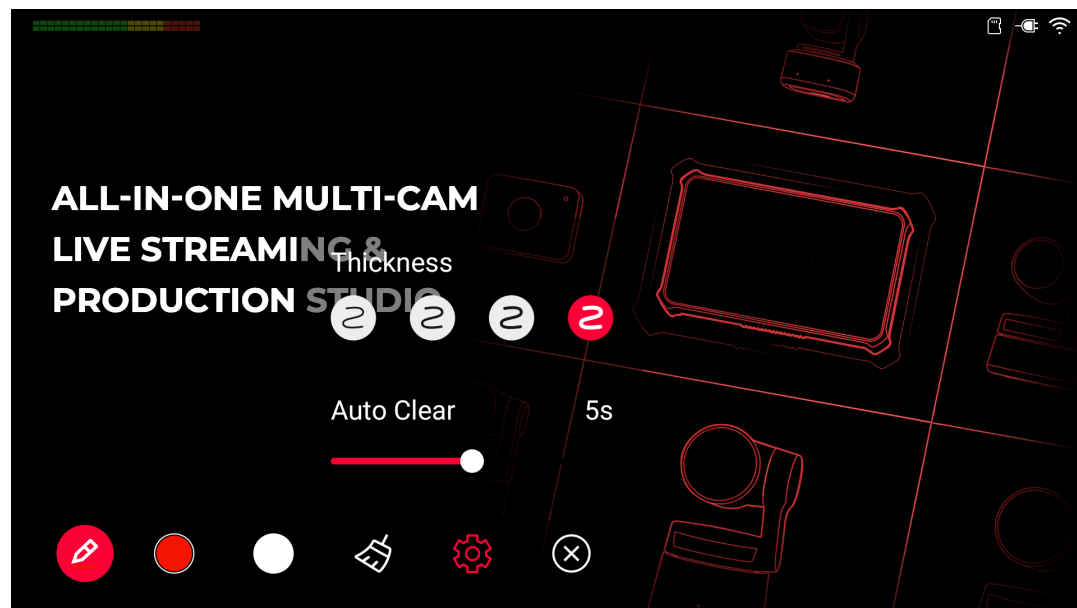 ALL-IN-ONE MULTI-CAM
LIVE STREAMING &
PRODUCTION STUDIO
Thickness
Auto Clear 5s